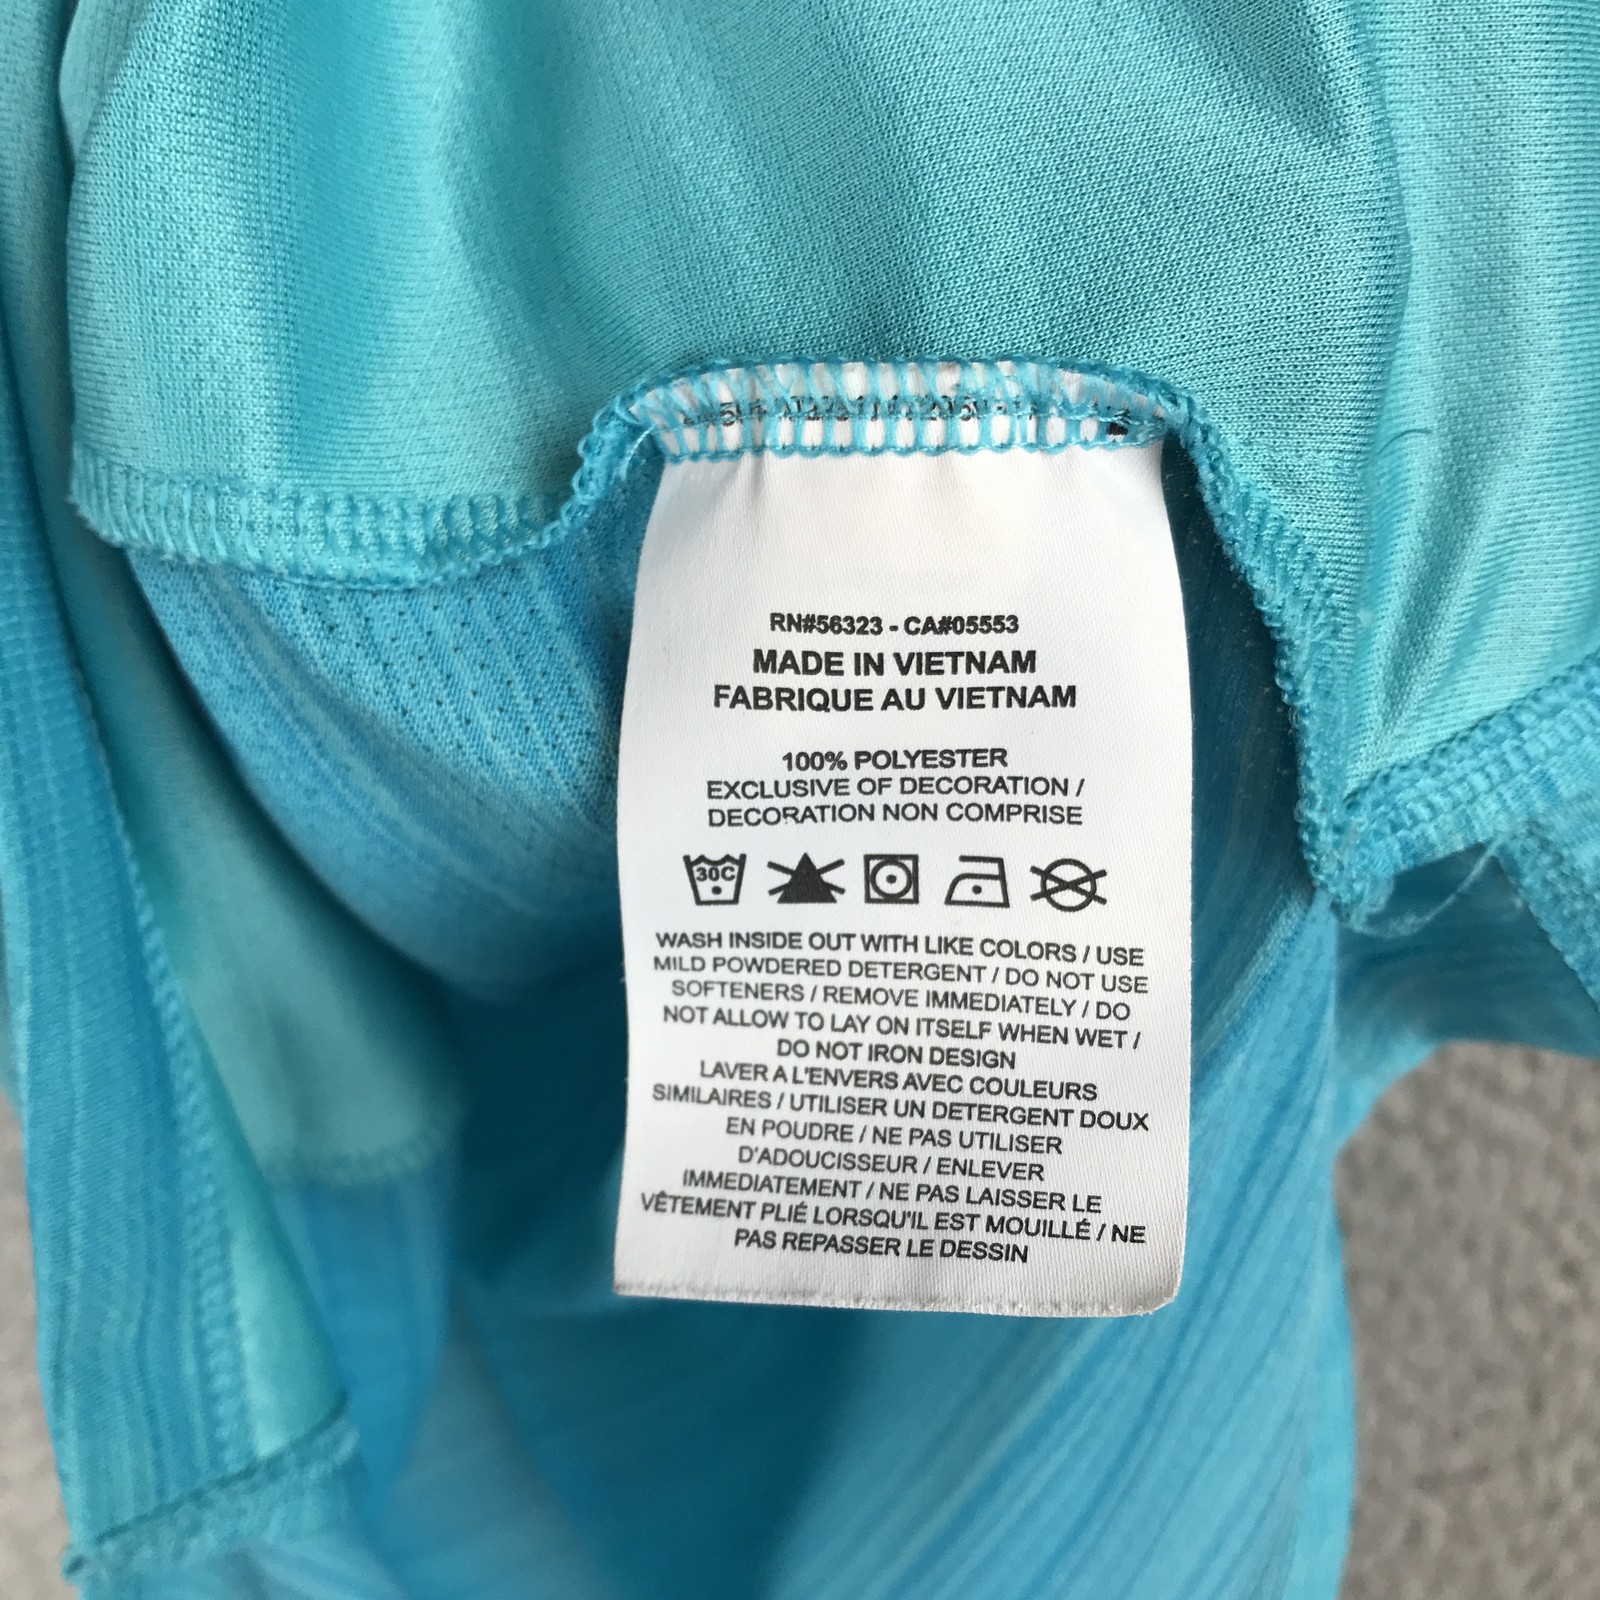 RN#56323 - CA#05553
MADE IN VIETNAM
FABRIQUE AU VIETNAM
100% POLYESTER
EXCLUSIVE OF DECORATION /
DECORATION NON COMPRISE
30C
WASH INSIDE OUT WITH LIKE COLORS / USE
MILD POWDERED DETERGENT / DO NOT USE
SOFTENERS / REMOVE IMMEDIATELY / DO
NOT ALLOW TO LAY ON ITSELF WHEN WET /
DO NOT IRON DESIGN
LAVER A L'ENVERS AVEC COULEURS
SIMILAIRES / UTILISER UN DETERGENT DOUX
EN POUDRE / NE PAS UTILISER
D'ADOUCISSEUR / ENLEVER
IMMEDIATEMENT / NE PAS LAISSER LE
VÊTEMENT PLIÉ LORSQU'IL EST MOUILLÉ / NE
PAS REPASSER LE DESSIN